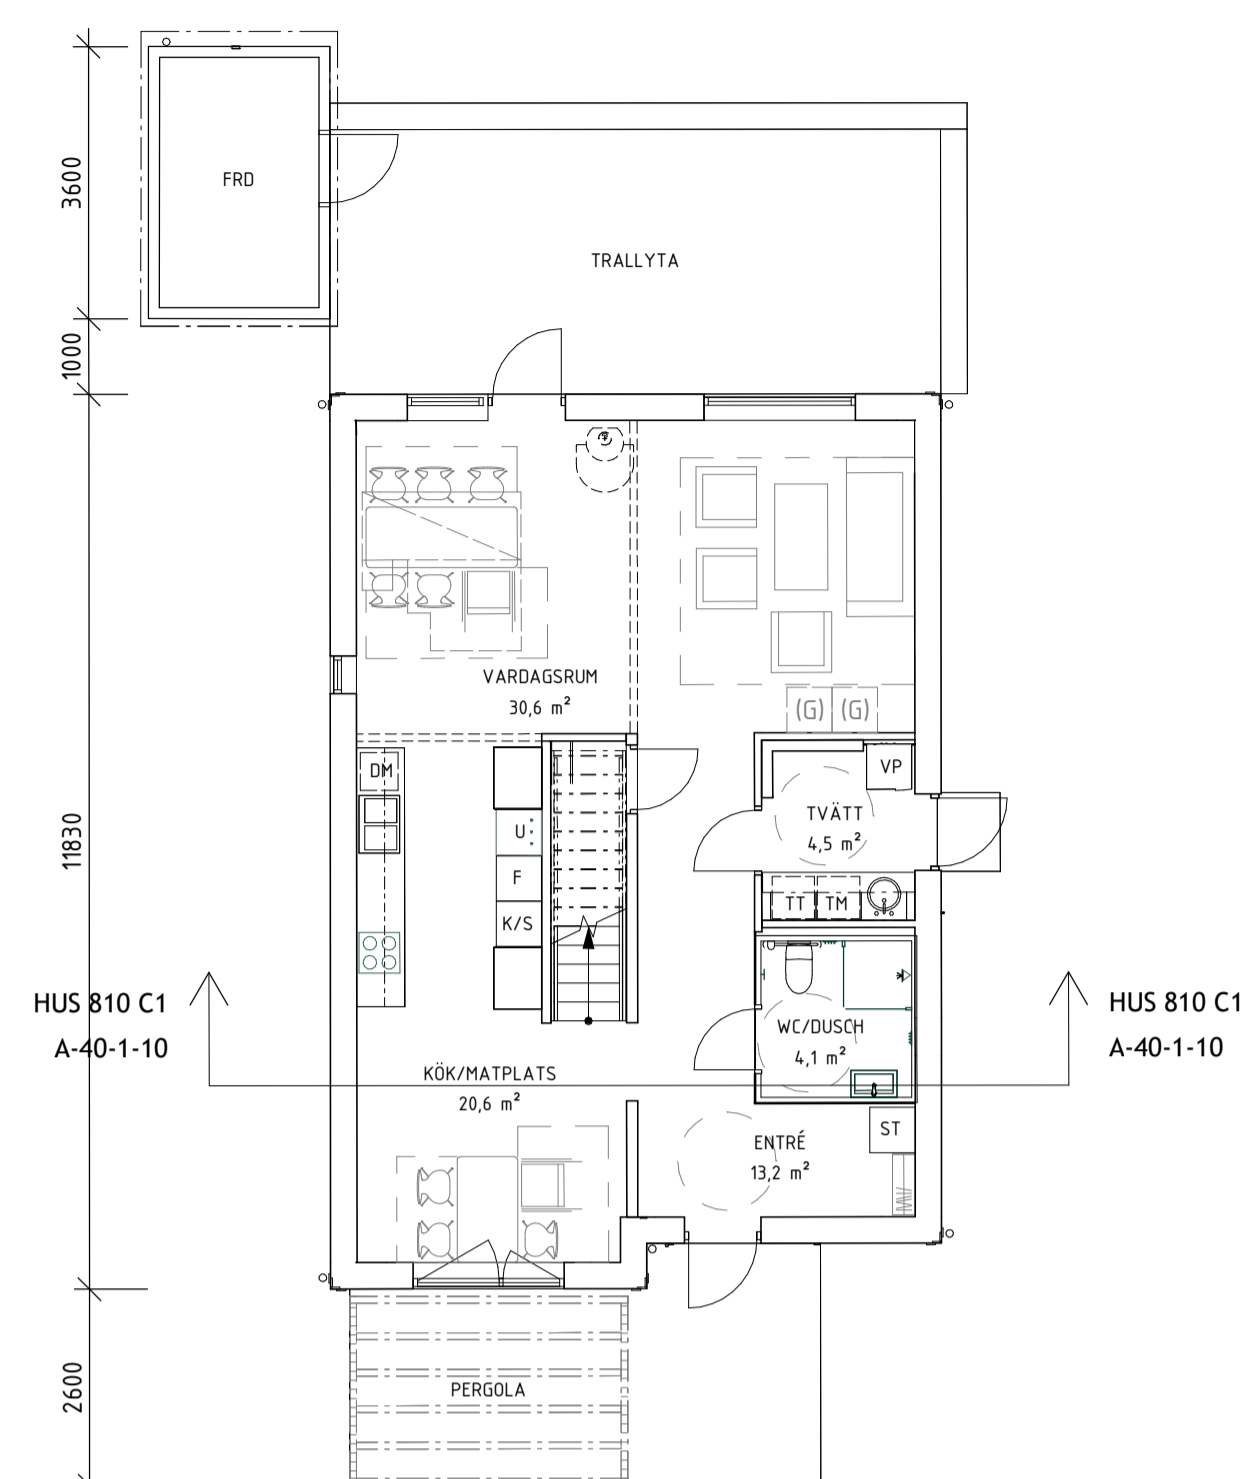 3600
FRD
TRALLYTA
1000
VARDAGSRUM
30,6 m²
(G) (G)
DM
VP
TVÄTT
4,5 m²
11830
U
F
K/S
TT TM
HUS 810 C1
A-40-1-10
HUS 810 C1
A-40-1-10
WC/DUSCH
4,1 m²
KÖK/MATPLATS
20,6 m²
ST
ENTRÉ
13,2 m²
2600
PERGOLA